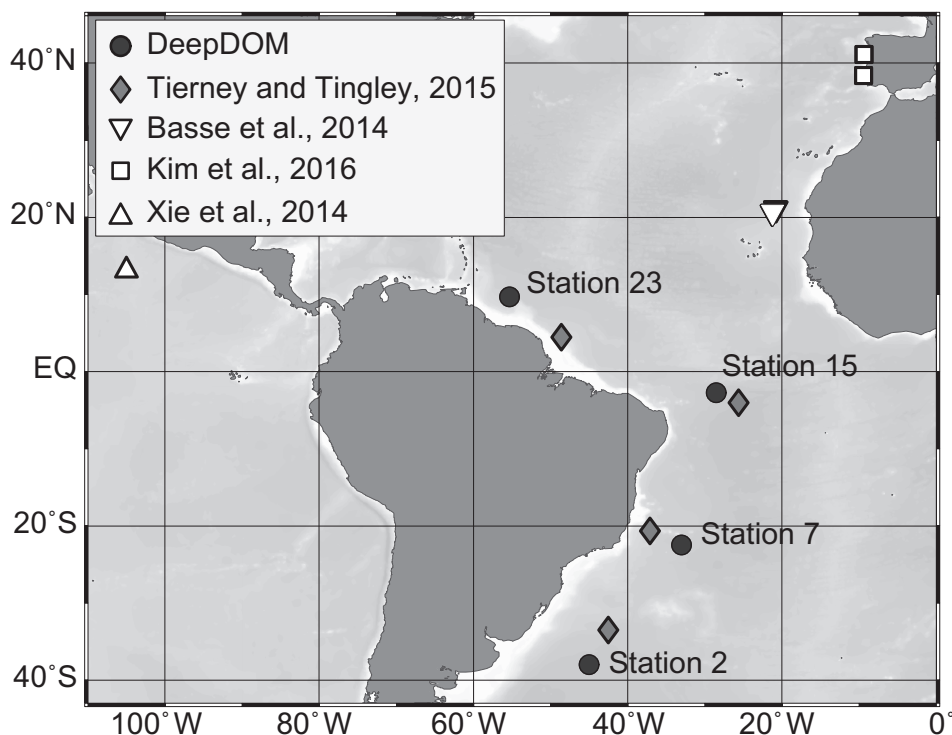 DeepDOM
Tierney and Tingley, 2015
Basse et al., 2014
Kim et al., 2016
Xie et al., 2014
40°N
20°N
EQ
20°S
40°S
Station 23
Station 15
Station 7
Station 2
100°W 80°W 60°W 40°W 20°W 0°